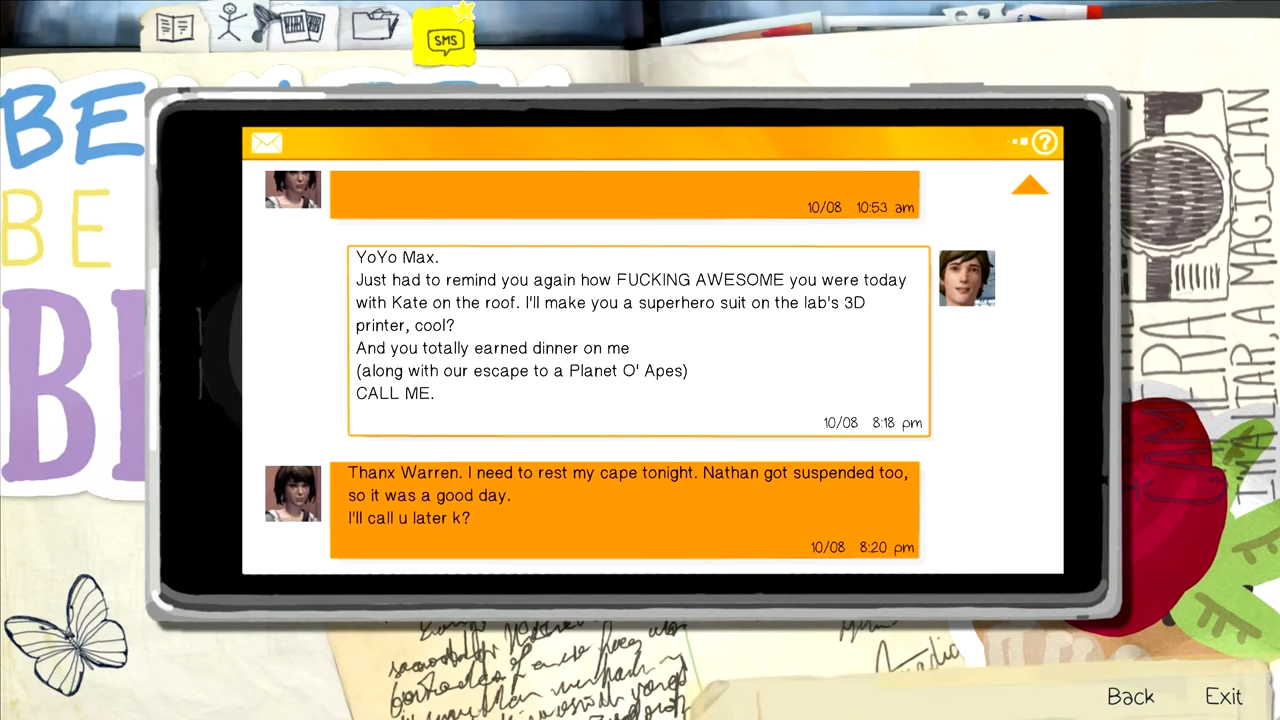 SMS
BE
BE
10/08 10:53 am
YoYo Max.
Just had to remind you again how FUCKING AWESOME you were today
with Kate on the roof. I'll make you a superhero suit on the lab's 3D
printer, cool?
And you totally earned dinner on me
(along with our escape to a Planet O' Apes)
CALL ME.
10/08 8:18 pm
Thanx Warren. I need to rest my cape tonight. Nathan got suspended too,
so it was a good day.
I'll call u later k?
10/08 8:20 pm
CAMERA
A MAGICIAN
Back
Exit